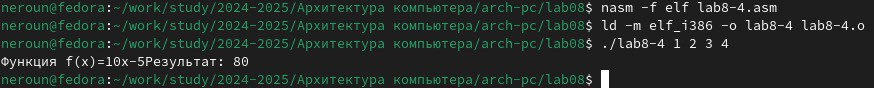 neroun@fedora:~/work/study/2024-2025/Архитектура компьютера/arch-pc/lab08$ nasm -f elf lab8-4.asm
neroun@fedora:~/work/study/2024-2025/Архитектура компьютера/arch-pc/lab08$ ld -m elf_i386 -o lab8-4 lab8-4.o
neroun@fedora:~/work/study/2024-2025/Архитектура компьютера/arch-pc/lab08$ ./lab8-4 1 2 3 4
Функция f(x)=10x-5Результат: 80
neroun@fedora:~/work/study/2024-2025/Архитектура компьютера/arch-pc/lab08$